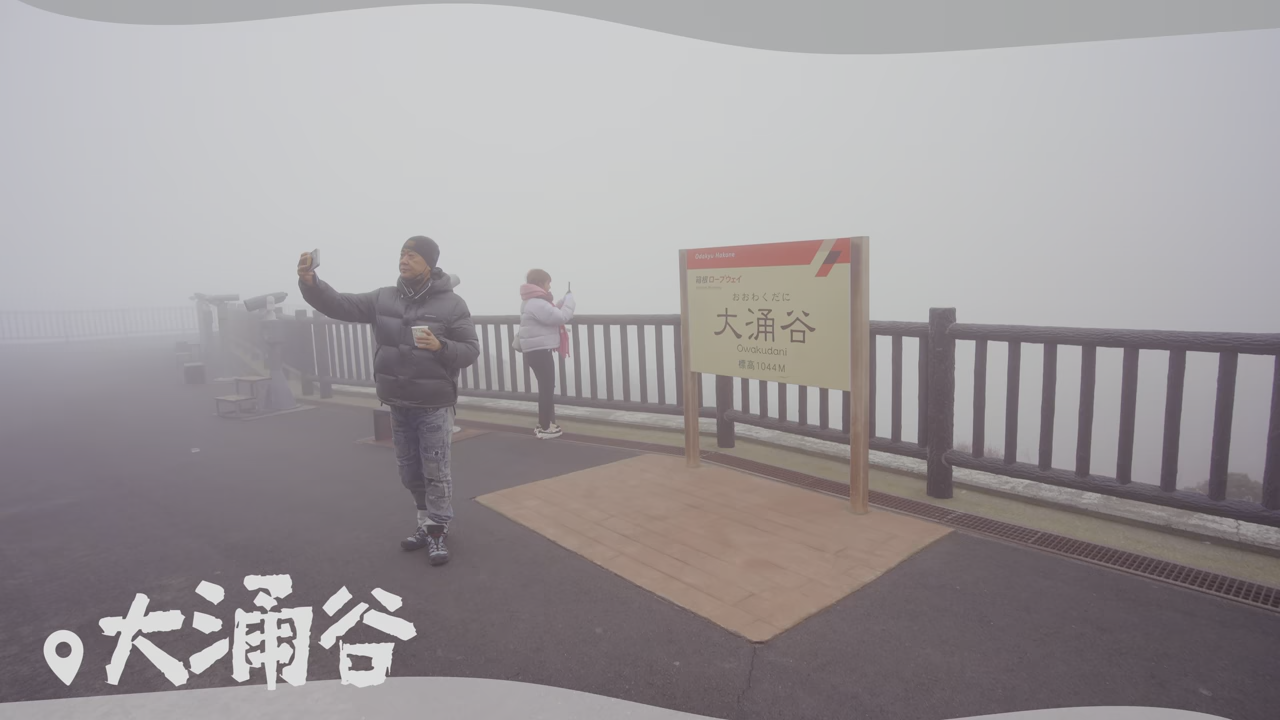 箱根ロープウェイ
おおわくだに
大涌谷
Owakudani
標高1044M
大涌谷